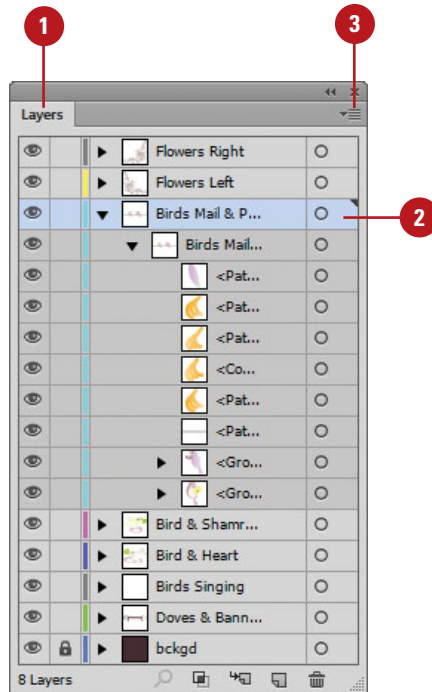 1
3
Layers
Flowers Right
Flowers Left
Birds Mail & P...
2
Birds Mail...
<Pat...
<Pat...
<Pat...
<Co...
<Pat...
<Pat...
<Gro...
<Gro...
Bird & Shamr...
Bird & Heart
Birds Singing
Doves & Bann...
bckgd
8 Layers